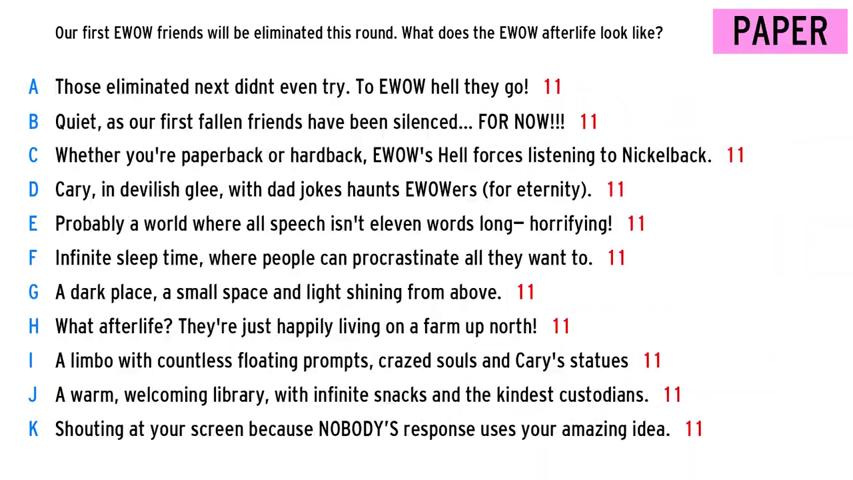 Our first EWOW friends will be eliminated this round. What does the EWOW afterlife look like?
PAPER
A Those eliminated next didnt even try. To EWOW hell they go! 11
B Quiet, as our first fallen friends have been silenced... FOR NOW!!! 11
C Whether you're paperback or hardback, EWOW's Hell forces listening to Nickelback. 11
D Cary, in devilish glee, with dad jokes haunts EWOWers (for eternity). 11
E Probably a world where all speech isn't eleven words long– horrifying! 11
F Infinite sleep time, where people can procrastinate all they want to. 11
G A dark place, a small space and light shining from above. 11
H What afterlife? They're just happily living on a farm up north! 11
I A limbo with countless floating prompts, crazed souls and Cary's statues 11
J A warm, welcoming library, with infinite snacks and the kindest custodians. 11
K Shouting at your screen because NOBODY'S response uses your amazing idea. 11